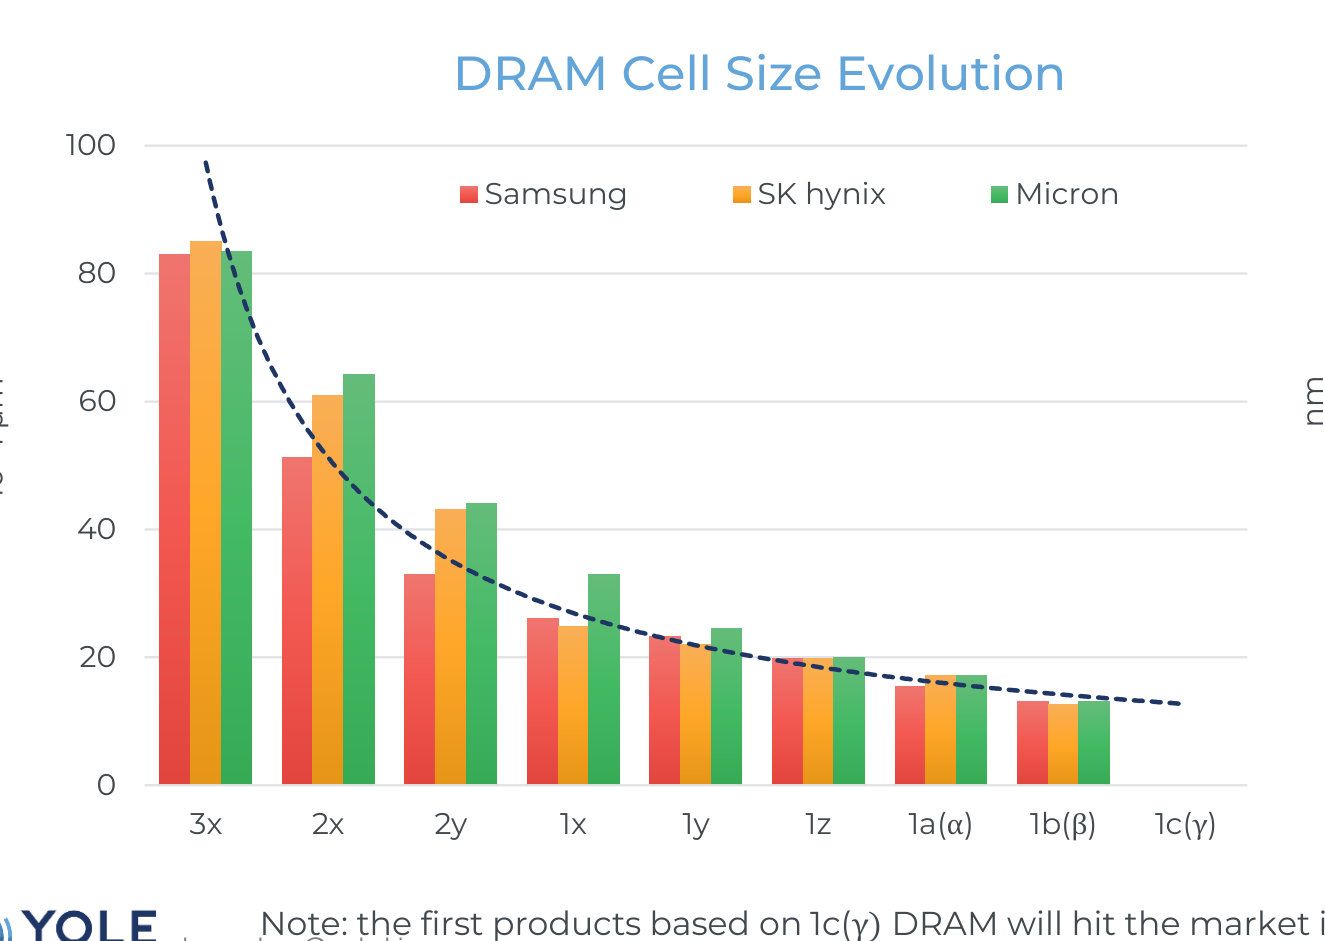 DRAM Cell Size Evolution
100
Samsung
SK hynix
Micron
80
60
nm
40
20
0
3x
2x
2y
1x
1y
1z
1a(α)
1b(β)
1c(γ)
YOLE
Note: the first products based on 1c(γ) DRAM will hit the market